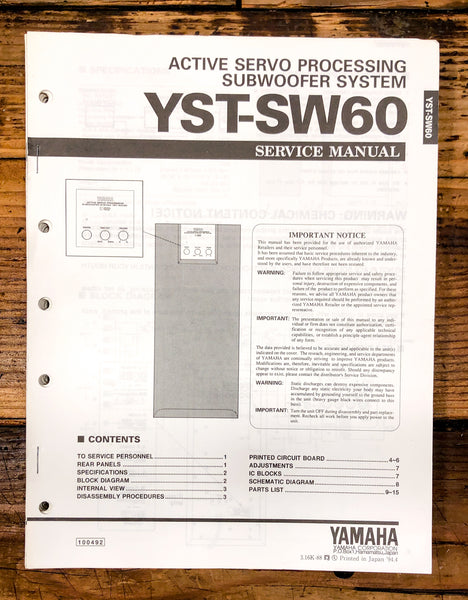 ACTIVE SERVO PROCESSING
SUBWOOFER SYSTEM
YST-SW60
SERVICE MANUAL
YST-SW60
YAMAHA
ACTIVE SERVO PROCESSING
IMPORTANT NOTICE
This manual has been provided for the use of authorized YAMAHA
Retailers and their service personnel.
It has been assumed that basic service procedures inherent to the industry,
and more specifically YAMAHA Products, are already known and under-
stood by the users, and have therefore not been restated.
WARNING: Failure to follow appropriate service and safety proce-
dures when servicing this product may result in per-
sonal injury, destruction of expensive components, and
failure of the product to perform as specified. For these
reasons, we advise all YAMAHA product owners that
any service required should be performed by an autho-
rized YAMAHA Retailer or the appointed service rep-
resentative.
IMPORTANT: The presentation or sale of this manual to any indi-
vidual or firm does not constitute authorization, certifi-
cation or recognition of any applicable technical
capabilities, or establish a principle-agent relationship
of any form.
The data provided is believed to be accurate and applicable to the unit(s)
indicated on the cover. The research, engineering, and service departments
of YAMAHA are continually striving to improve YAMAHA products.
Modifications are, therefore, inevitable and specifications are subject to
change without notice or obligation to retrofit. Should any discrepancy
appear to exist, please contact the distributor's Service Division.
WARNING: Static discharges can destroy expensive components.
Discharge any static electricity your body may have
accumulated by grounding yourself to the ground buss
in the unit (heavy gauge black wires connect to this
buss).
IMPORTANT: Turn the unit OFF during disassembly and part replace-
ment. Recheck all work before you apply power to the
unit.
■ CONTENTS
TO SERVICE PERSONNEL 1
REAR PANELS 1
SPECIFICATIONS 2
BLOCK DIAGRAM 2
INTERNAL VIEW 3
DISASSEMBLY PROCEDURES 3
PRINTED CIRCUIT BOARD 4~6
ADJUSTMENTS 7
IC BLOCKS 7
SCHEMATIC DIAGRAM 8
PARTS LIST 9~15
100492
YAMAHA
YAMAHA CORPORATION
P.O.Box1, Hamamatsu, Japan
3.16K-88 Printed in Japan '94.4